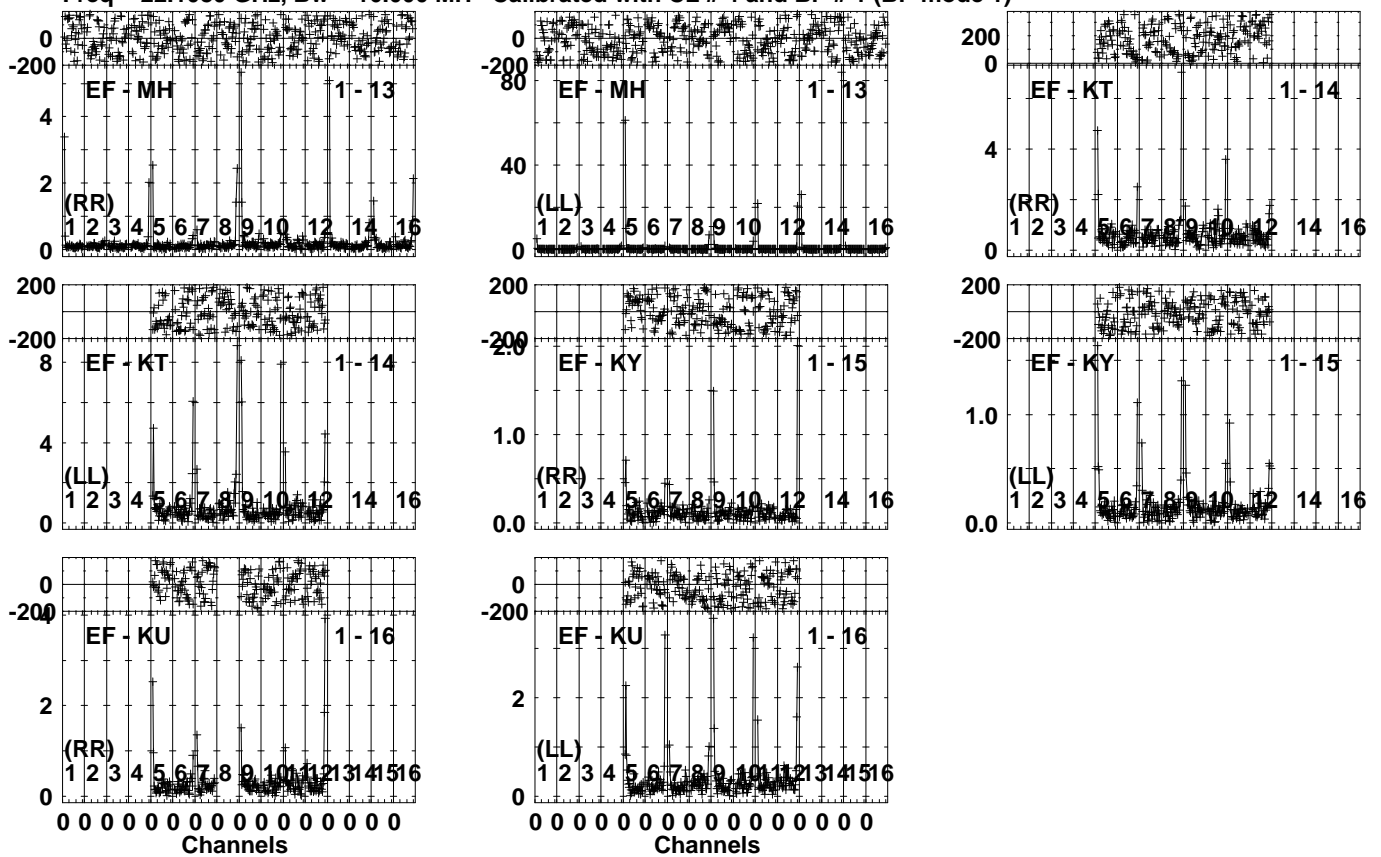 0 0 200
-200 -200 0
EF - MH 1 - 13 80 EF - MH 1 - 13 EF - KT 1 - 14
4 40 4
2
(RR) (LL) (RR)
1 2 3 4 5 6 7 8 9 10 12 14 16 1 2 3 4 5 6 7 8 9 10 12 14 16 1 2 3 4 5 6 7 8 9 10 12 14 16
0 0 0
200 200 200
-200 -200 -200
8 EF - KT 1 - 14 2.0 EF - KY 1 - 15 EF - KY 1 - 15
4 1.0 1.0
(LL) (RR) (LL)
1 2 3 4 5 6 7 8 9 10 12 14 16 1 2 3 4 5 6 7 8 9 10 12 14 16 1 2 3 4 5 6 7 8 9 10 12 14 16
0 0.0 0.0
0 0
-200 -200
4 EF - KU 1 - 16 EF - KU 1 - 16
2 2
(RR) (LL)
1 2 3 4 5 6 7 8 9 10 11 12 13 14 15 16 1 2 3 4 5 6 7 8 9 10 11 12 13 14 15 16
0 0
0 0 0 0 0 0 0 0 0 0 0 0 0 0 0 0 0 0 0 0 0 0 0 0 0 0 0 0 0 0 0 0
Channels Channels